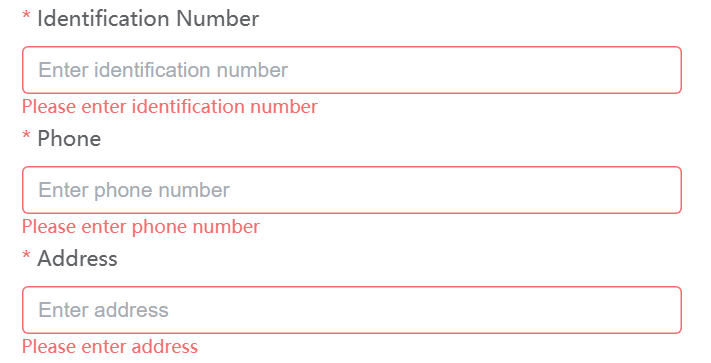 * Identification Number
Enter identification number
Please enter identification number
* Phone
Enter phone number
Please enter phone number
* Address
Enter address
Please enter address